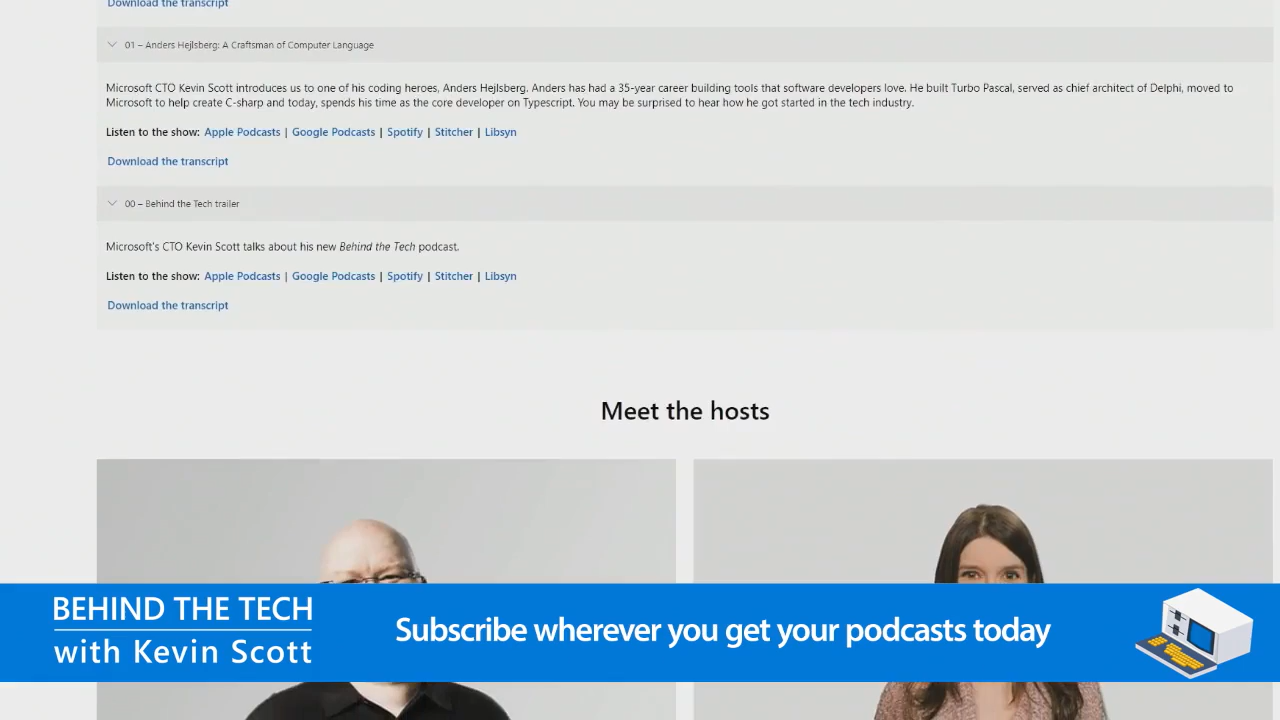 Download the transcript
01 – Anders Hejlsberg: A Craftsman of Computer Language
Microsoft CTO Kevin Scott introduces us to one of his coding heroes, Anders Hejlsberg. Anders has had a 35-year career building tools that software developers love. He built Turbo Pascal, served as chief architect of Delphi, moved to
Microsoft to help create C-sharp and today, spends his time as the core developer on Typescript. You may be surprised to hear how he got started in the tech industry.
Listen to the show: Apple Podcasts | Google Podcasts | Spotify | Stitcher | Libsyn
Download the transcript
00 – Behind the Tech trailer
Microsoft's CTO Kevin Scott talks about his new Behind the Tech podcast.
Listen to the show: Apple Podcasts | Google Podcasts | Spotify | Stitcher | Libsyn
Download the transcript
Meet the hosts
BEHIND THE TECH
with Kevin Scott
Subscribe wherever you get your podcasts today